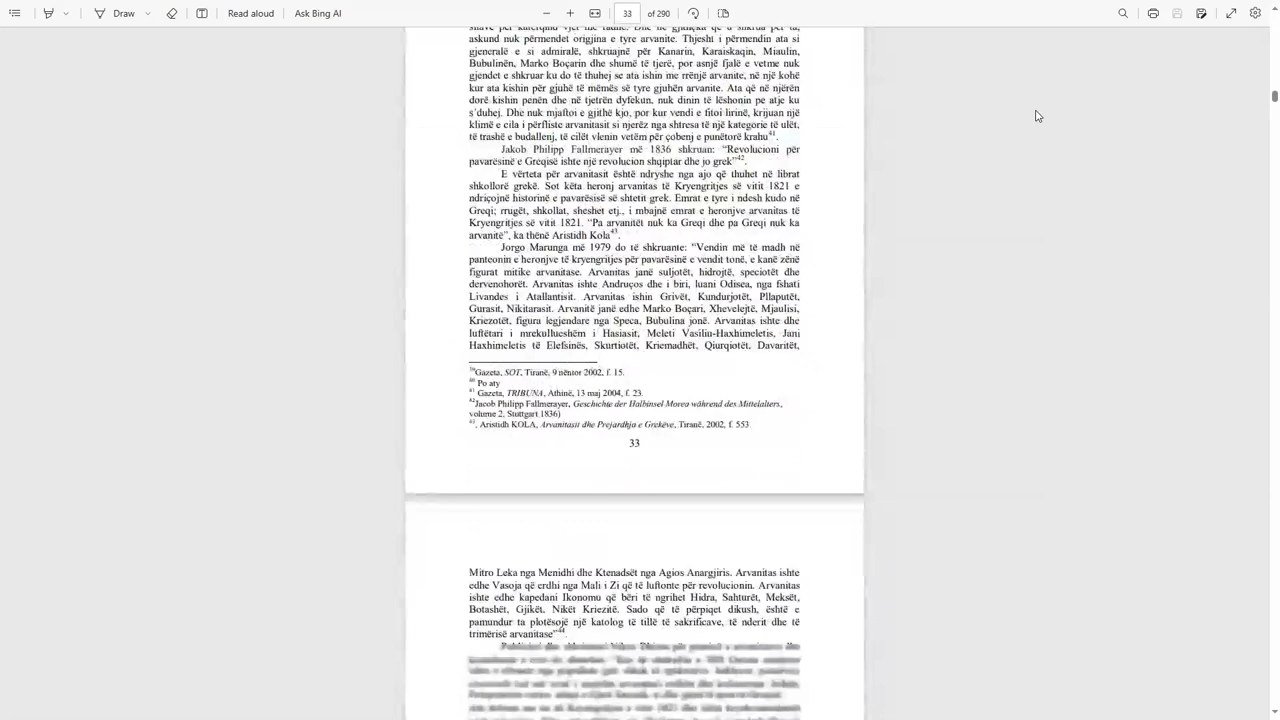 Draw
Read aloud
Ask Bing AI
33 of 290
askund nuk përmendet origjina e tyre arvanite. Thjesht i përmendin ata si
gjeneralë e si admiralë, shkruajnë për Kanarin, Karaiskaqin, Miaulin,
Bubulinën, Marko Boçarin dhe shumë të tjerë, por asnjë fjalë e vetme nuk
gjendet e shkruar ku do të thuhej se ata ishin me rrënjë arvanite, në një kohë
kur ata kishin për gjuhë të mëmës së tyre gjuhën arvanite. Ata që në njërën
dorë kishin penën dhe në tjetrën dyfekun, nuk dinin të lëshonin pe atje ku
s'duhej. Dhe nuk mjaftoi e gjithë kjo, por kur vendi e fitoi lirinë, krijuan një
klimë e cila i përfliste arvanitasit si njerëz nga shtresa të një kategorie të ulët,
të trashë e budallenj, të cilët vlenin vetëm për çobenj e punëtorë krahu41.
Jakob Philipp Fallmerayer më 1836 shkruan: “Revolucioni për
pavarësinë e Greqisë ishte një revolucion shqiptar dhe jo grek”42.
E vërteta për arvanitasit është ndryshe nga ajo që thuhet në librat
shkollorë grekë. Sot këta heronj arvanitas të Kryengritjes së vitit 1821 e
ndriçojnë historinë e pavarësisë së shtetit grek. Emrat e tyre i ndesh kudo në
Greqi; rrugët, shkollat, sheshet etj., i mbajnë emrat e heronjve arvanitas të
Kryengritjes së vitit 1821. “Pa arvanitët nuk ka Greqi dhe pa Greqi nuk ka
arvanitë”, ka thënë Aristidh Kola43.
Jorgo Marunga më 1979 do të shkruante: “Vendin më të madh në
panteonin e heronjve të kryengritjes për pavarësinë e vendit tonë, e kanë zënë
figurat mitike arvanitase. Arvanitas janë suljotët, hidrojtë, speciotët dhe
dervenohorët. Arvanitas ishte Andruços dhe i biri, luani Odisea, nga fshati
Livandes i Atallantisit. Arvanitas ishin Grivët, Kundurjotët, Pllaputët,
Gurasit, Nikitarasit. Arvanitë janë edhe Marko Boçari, Xhevelejtë, Mjaulisi,
Kriezotët, figura legjendare nga Speca, Bubulina jonë. Arvanitas ishte dhe
luftëtari i mrekullueshëm i Hasiasit, Meleti Vasiliu-Haxhimeletis, Jani
Haxhimeletis të Elefsinës, Skurtiotët, Kriemadhët, Qiurqiotët, Davaritët,
39Gazeta, SOT, Tiranë, 9 nëntor 2002, f. 15.
Po aty
41 Gazeta, TRIBUNA, Athinë, 13 maj 2004, f. 23.
42Jacob Philipp Fallmerayer, Geschichte der Halbinsel Morea während des Mittelalters,
volume 2, Stuttgart 1836)
43, Aristidh KOLA, Arvanitasit dhe Prejardhja e Grekëve, Tiranë, 2002, f. 553
33
Mitro Leka nga Menidhi dhe Ktenadsët nga Agios Anargjiris. Arvanitas ishte
edhe Vasoja që erdhi nga Mali i Zi që të luftonte për revolucionin. Arvanitas
ishte edhe kapedani Ikonomu që bëri të ngrihet Hidra, Sahturët, Meksët,
Botashët, Gjikët, Nikët Kriezitë. Sado që të përpiqet dikush, është e
pamundur ta plotësojë një katolog të tillë të sakrificave, të nderit dhe të
trimërisë arvanitase”44.